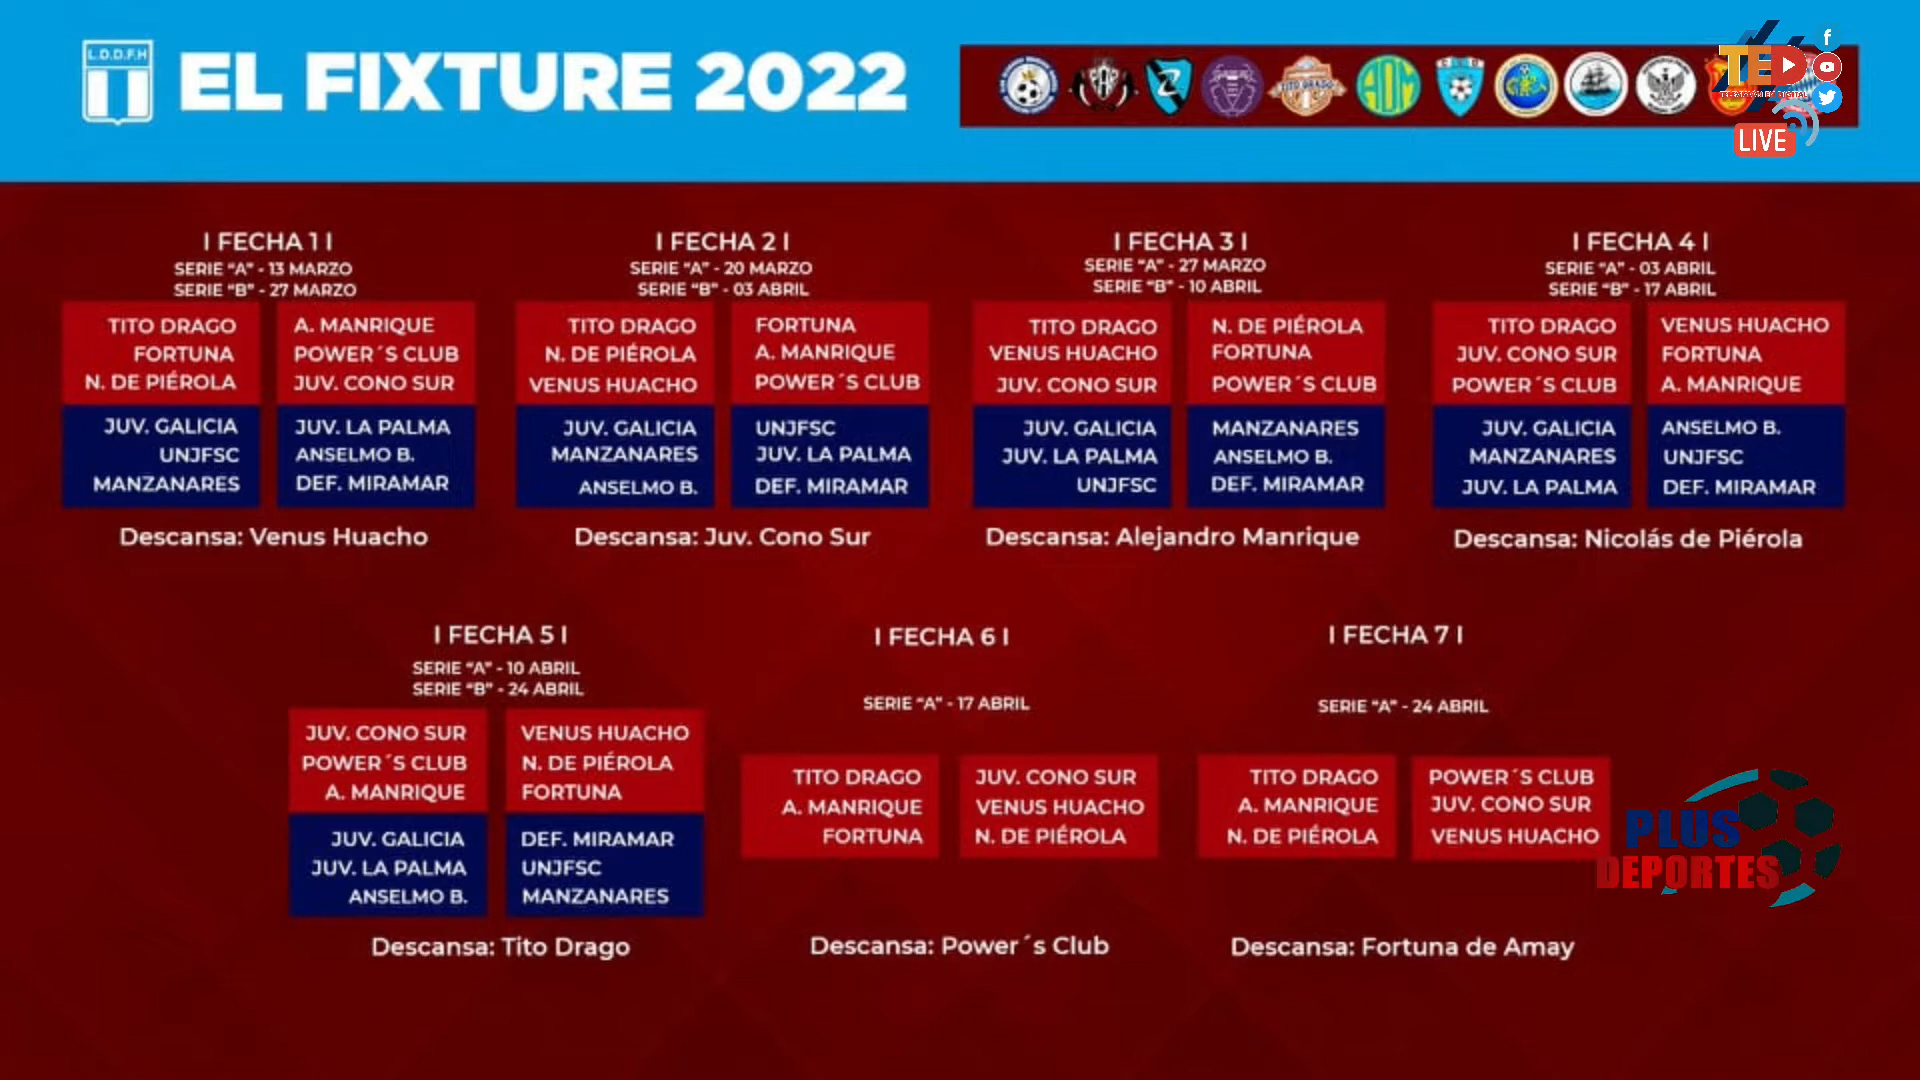 L.D.D.F.H
EL FIXTURE 2022
TITO DRAGO
ADM
TED
LIVE
I FECHA 1 I
SERIE "A" - 13 MARZO
SERIE "B" - 27 MARZO
TITO DRAGO A. MANRIQUE
FORTUNA POWER´S CLUB
N. DE PIÉROLA JUV. CONO SUR
JUV. GALICIA JUV. LA PALMA
UNJFSC ANSELMO B.
MANZANARES DEF. MIRAMAR
Descansa: Venus Huacho
I FECHA 2 I
SERIE "A" - 20 MARZO
SERIE "B" - 03 ABRIL
TITO DRAGO FORTUNA
N. DE PIÉROLA A. MANRIQUE
VENUS HUACHO POWER´S CLUB
JUV. GALICIA UNJFSC
MANZANARES JUV. LA PALMA
ANSELMO B. DEF. MIRAMAR
Descansa: Juv. Cono Sur
I FECHA 3 I
SERIE "A" - 27 MARZO
SERIE "B" - 10 ABRIL
TITO DRAGO N. DE PIÉROLA
VENUS HUACHO FORTUNA
JUV. CONO SUR POWER´S CLUB
JUV. GALICIA MANZANARES
JUV. LA PALMA ANSELMO B.
UNJFSC DEF. MIRAMAR
Descansa: Alejandro Manrique
I FECHA 4 I
SERIE "A" - 03 ABRIL
SERIE "B" - 17 ABRIL
TITO DRAGO VENUS HUACHO
JUV. CONO SUR FORTUNA
POWER´S CLUB A. MANRIQUE
JUV. GALICIA ANSELMO B.
MANZANARES UNJFSC
JUV. LA PALMA DEF. MIRAMAR
Descansa: Nicolás de Piérola
I FECHA 5 I
SERIE "A" - 10 ABRIL
SERIE "B" - 24 ABRIL
JUV. CONO SUR VENUS HUACHO
POWER´S CLUB N. DE PIÉROLA
A. MANRIQUE FORTUNA
JUV. GALICIA DEF. MIRAMAR
JUV. LA PALMA UNJFSC
ANSELMO B. MANZANARES
Descansa: Tito Drago
I FECHA 6 I
SERIE "A" - 17 ABRIL
TITO DRAGO JUV. CONO SUR
A. MANRIQUE VENUS HUACHO
FORTUNA N. DE PIÉROLA
Descansa: Power´s Club
I FECHA 7 I
SERIE "A" - 24 ABRIL
TITO DRAGO POWER´S CLUB
A. MANRIQUE JUV. CONO SUR
N. DE PIÉROLA VENUS HUACHO
Descansa: Fortuna de Amay
PLUS
DEPORTES